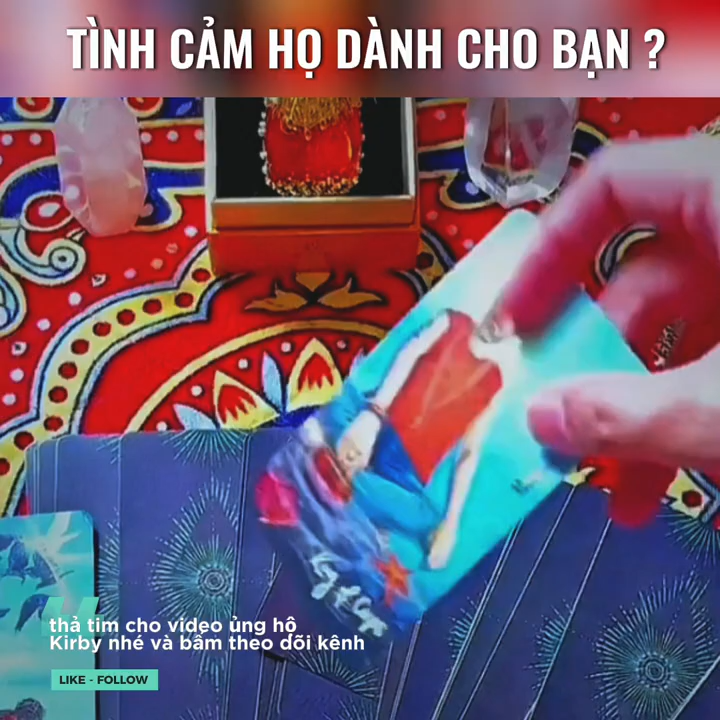 TÌNH CẢM HỌ DÀNH CHO BẠN ?
thả tim cho video ủng hộ
Kirby nhé và bấm theo dõi kênh
LIKE - FOLLOW